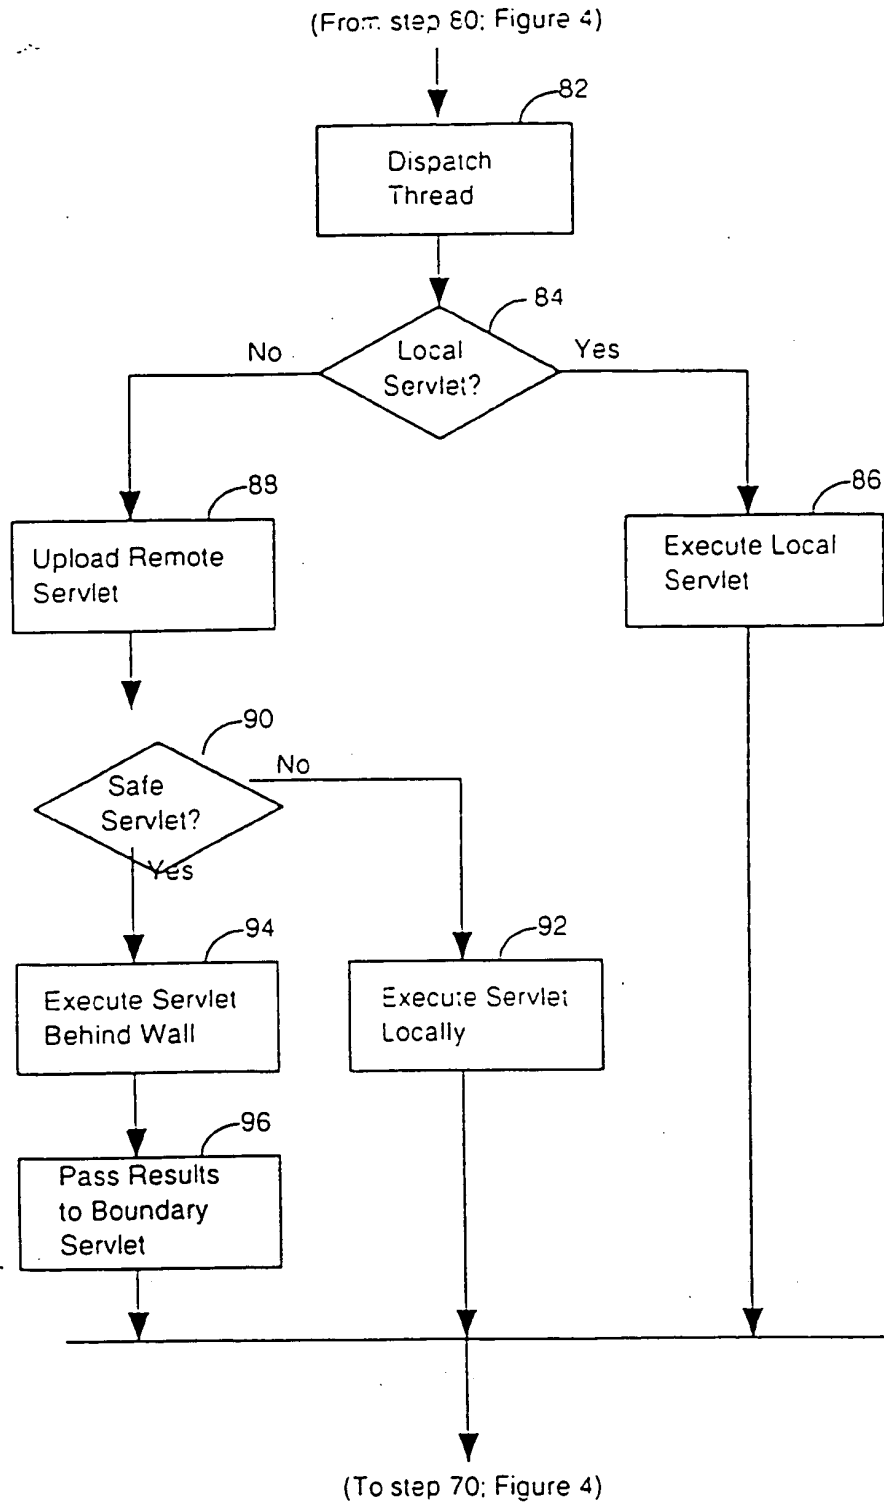 (From step 80; Figure 4)
82
Dispatch
Thread
84
No
Local
Servlet?
Yes
88
Upload Remote
Servlet
86
Execute Local
Servlet
90
No
Safe
Servlet?
Yes
94
Execute Servlet
Behind Wall
92
Execute Servlet
Locally
96
Pass Results
to Boundary
Servlet
(To step 70; Figure 4)